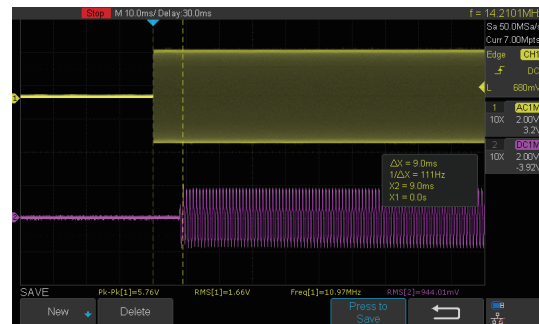 Stop M 10.0ms/ Delay:30.0ms f = 14.2101MHz
Sa 50.0MSa/s
Curr 7.00Mpts
Edge CH1
DC
L 680mV
1 AC1M
10X 2.00V
3.2V
2 DC1M
10X 2.00V
-3.92V
ΔX = 9.0ms
1/ΔX = 111Hz
X2 = 9.0ms
X1 = 0.0s
SAVE Pk-Pk[1]=5.76V RMS[1]=1.66V Freq[1]=10.97MHz RMS[2]=944.01mV
New Delete Press to
Save